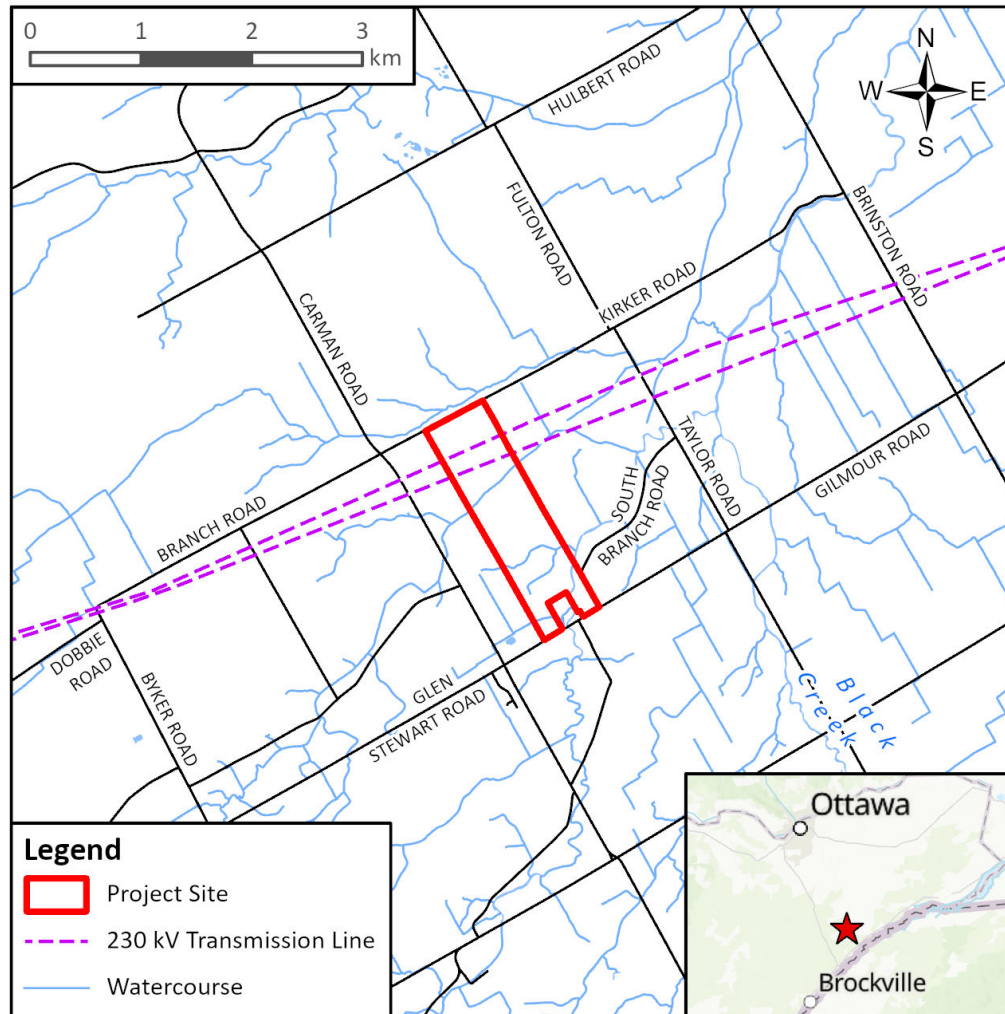 0 1 2 3
km
N
W E
S
HULBERT ROAD
FULTON ROAD
BRINSTON ROAD
KIRKER ROAD
CARMAN ROAD
TAYLOR ROAD
GILMOUR ROAD
SOUTH
BRANCH ROAD
BRANCH ROAD
DOBBIE
ROAD
BYKER ROAD
GLEN
STEWART ROAD
Black
Creek
Legend
Project Site
230 kV Transmission Line
Watercourse
Ottawa
Brockville